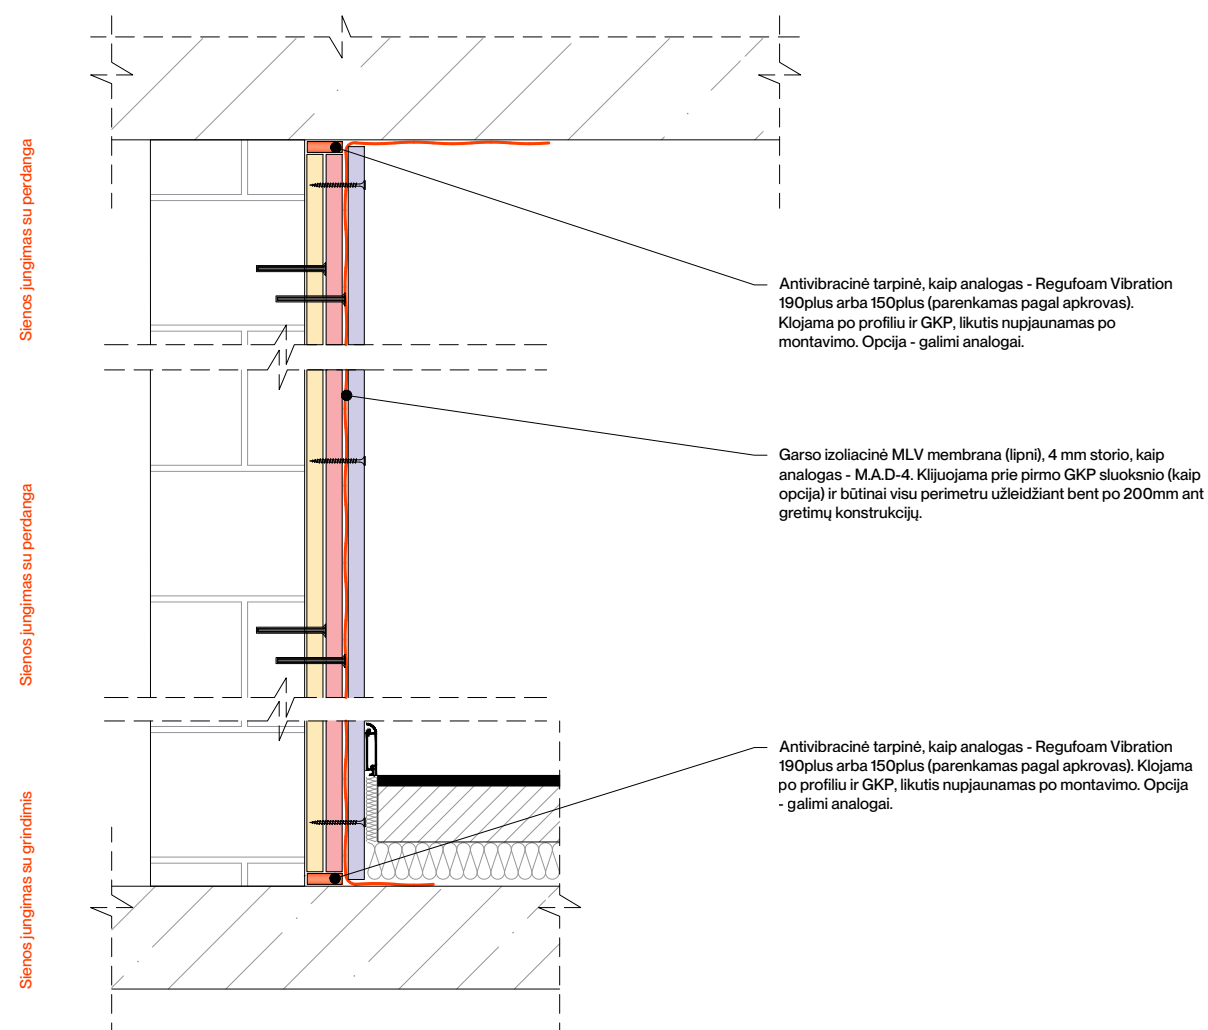 Sienos jungimas su perdanga
Antivibracinė tarpinė, kaip analogas - Regufoam Vibration
190plus arba 150plus (parenkamas pagal apkrovas).
Klojama po profiliu ir GKP, likutis nupjaunamas po
montavimo. Opcija - galimi analogai.
Sienos jungimas su perdanga
Garso izoliacinė MLV membrana (lipni), 4 mm storio, kaip
analogas - M.A.D-4. Klijuojama prie pirmo GKP sluoksnio (kaip
opcija) ir būtinai visu perimetru užleidžiant bent po 200mm ant
gretimų konstrukcijų.
Sienos jungimas su grindimis
Antivibracinė tarpinė, kaip analogas - Regufoam Vibration
190plus arba 150plus (parenkamas pagal apkrovas). Klojama
po profiliu ir GKP, likutis nupjaunamas po montavimo. Opcija
- galimi analogai.